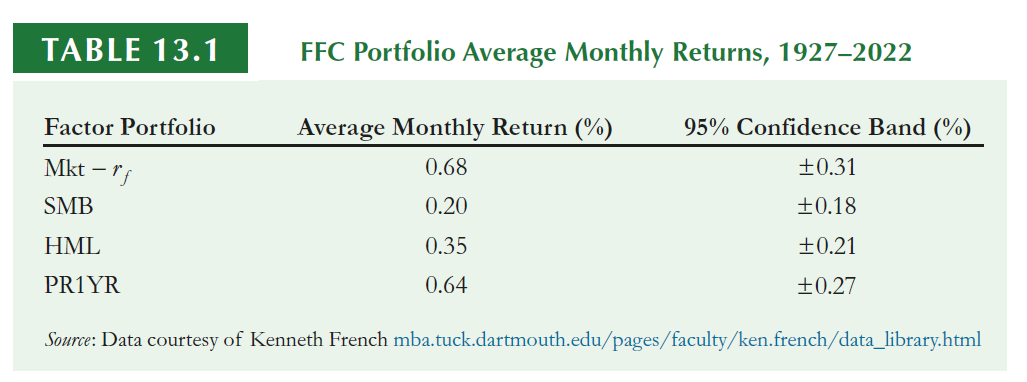 TABLE 13.1 FFC Portfolio Average Monthly Returns, 1927–2022
Factor Portfolio Average Monthly Return (%) 95% Confidence Band (%)
Mkt − rf 0.68 ±0.31
SMB 0.20 ±0.18
HML 0.35 ±0.21
PR1YR 0.64 ±0.27
Source: Data courtesy of Kenneth French mba.tuck.dartmouth.edu/pages/faculty/ken.french/data_library.html